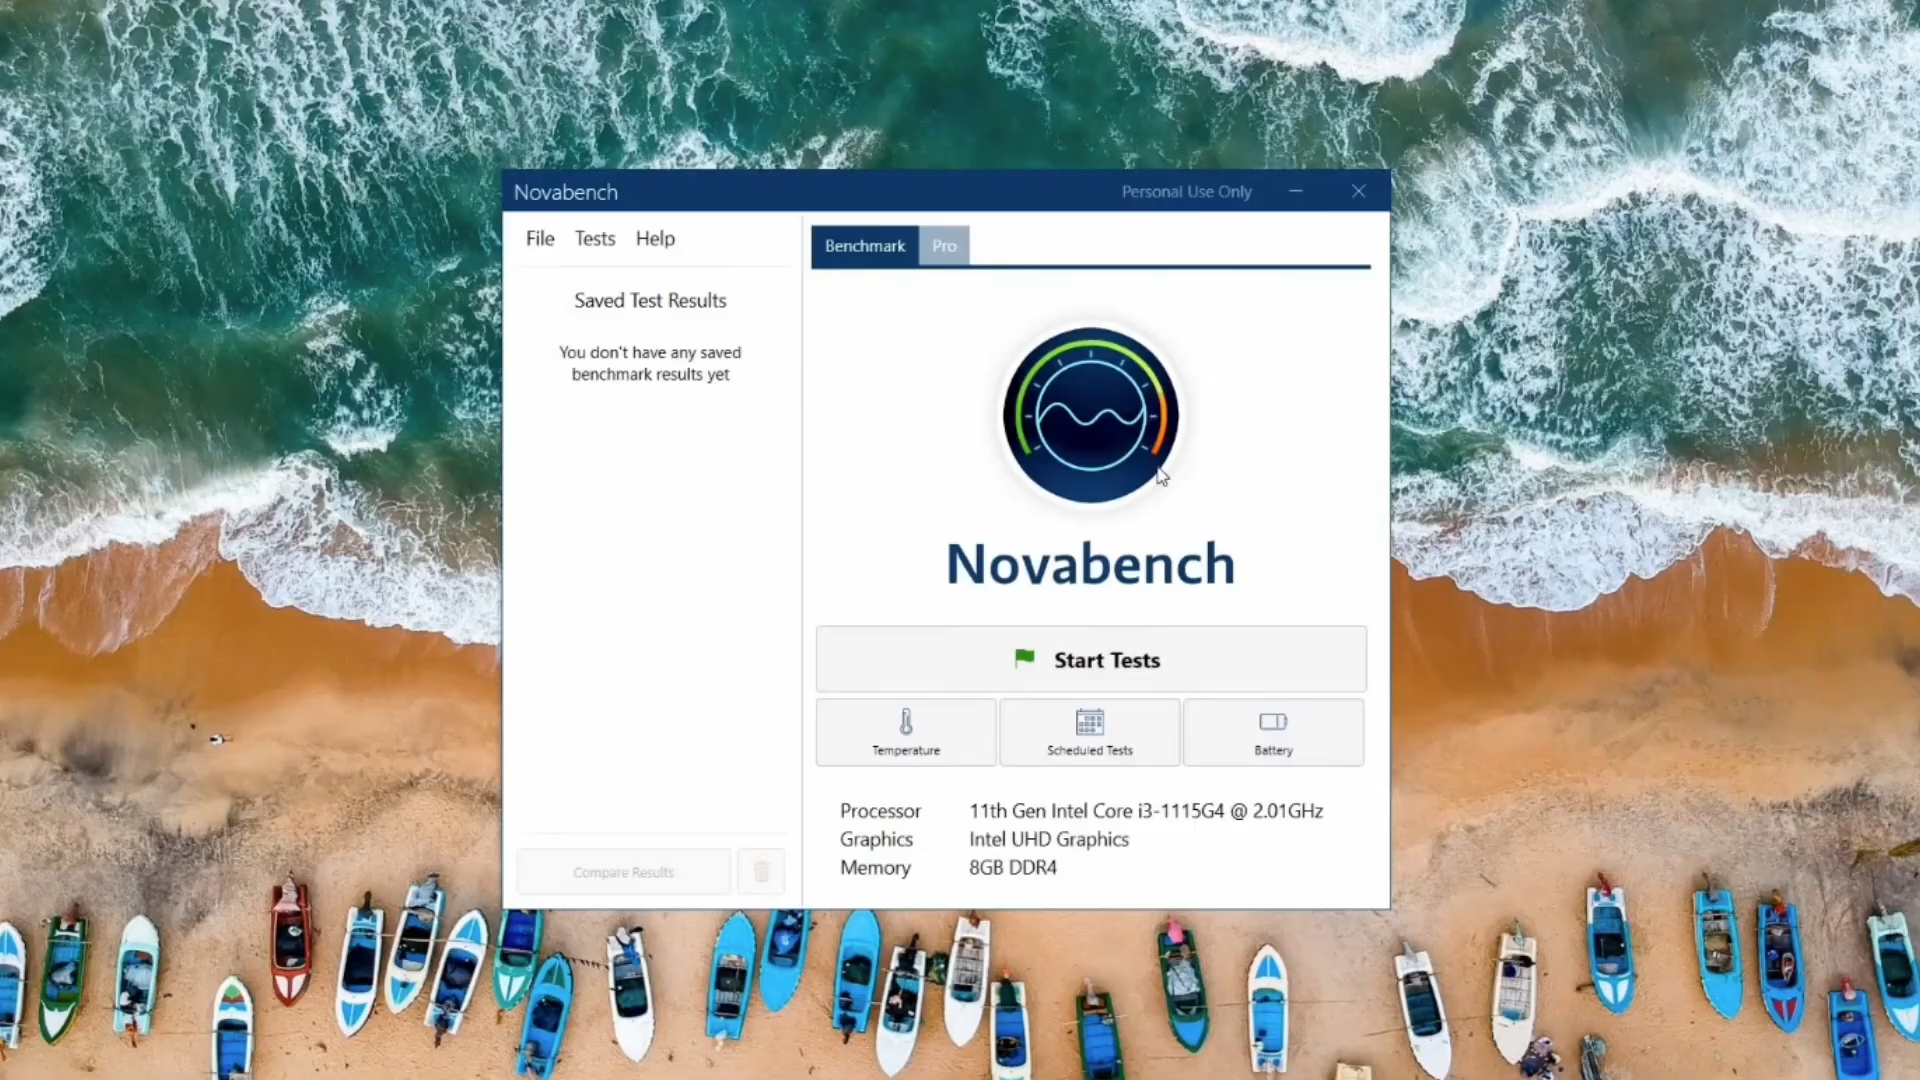 Novabench
Personal Use Only
File Tests Help
Saved Test Results
You don't have any saved
benchmark results yet
Compare Results
Benchmark
Pro
Novabench
Start Tests
Temperature
Scheduled Tests
Battery
Processor 11th Gen Intel Core i3-1115G4 @ 2.01GHz
Graphics Intel UHD Graphics
Memory 8GB DDR4